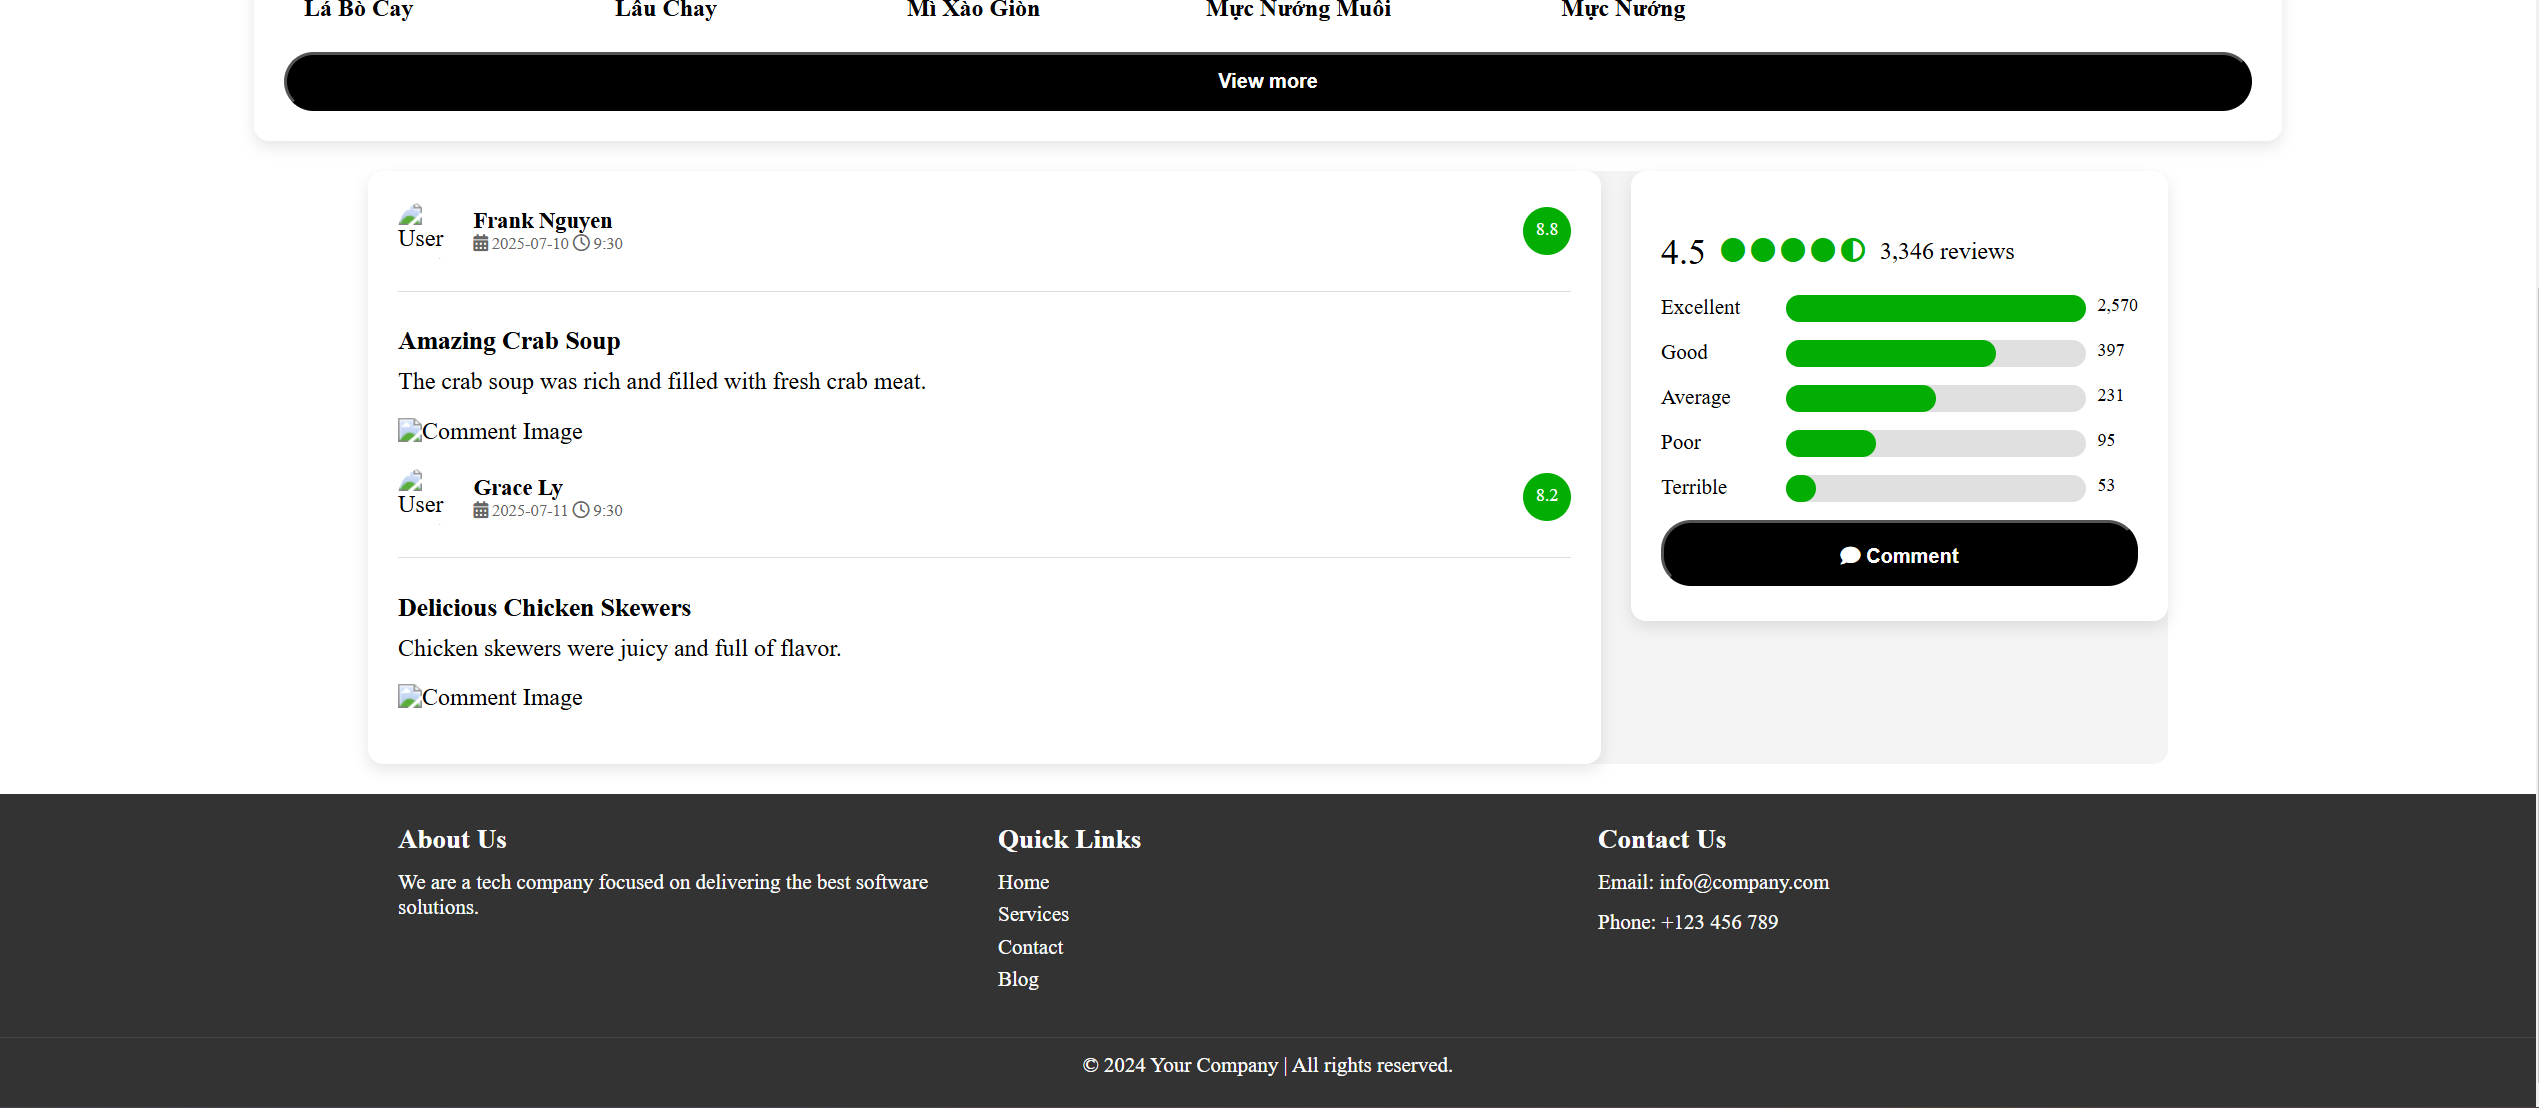 Lá Bò Cay
Lẩu Chay
Mì Xào Giòn
Mực Nướng Muối
Mực Nướng
View more
User
Frank Nguyen
2025-07-10 9:30
8.8
Amazing Crab Soup
The crab soup was rich and filled with fresh crab meat.
Comment Image
User
Grace Ly
2025-07-11 9:30
8.2
Delicious Chicken Skewers
Chicken skewers were juicy and full of flavor.
Comment Image
4.5 3,346 reviews
Excellent 2,570
Good 397
Average 231
Poor 95
Terrible 53
Comment
About Us
We are a tech company focused on delivering the best software
solutions.
Quick Links
Home
Services
Contact
Blog
Contact Us
Email: info@company.com
Phone: +123 456 789
© 2024 Your Company | All rights reserved.